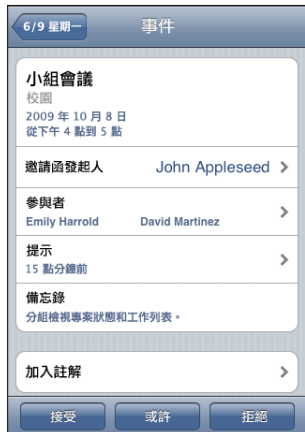 6/9 星期一
事件
小組會議
校園
2009 年 10 月 8 日
從下午 4 點到 5 點
邀請函發起人 John Appleseed
參與者
Emily Harrold David Martinez
提示
15 點分鐘前
備忘錄
分組檢視專案狀態和工作列表。
加入註解
接受 或許 拒絕